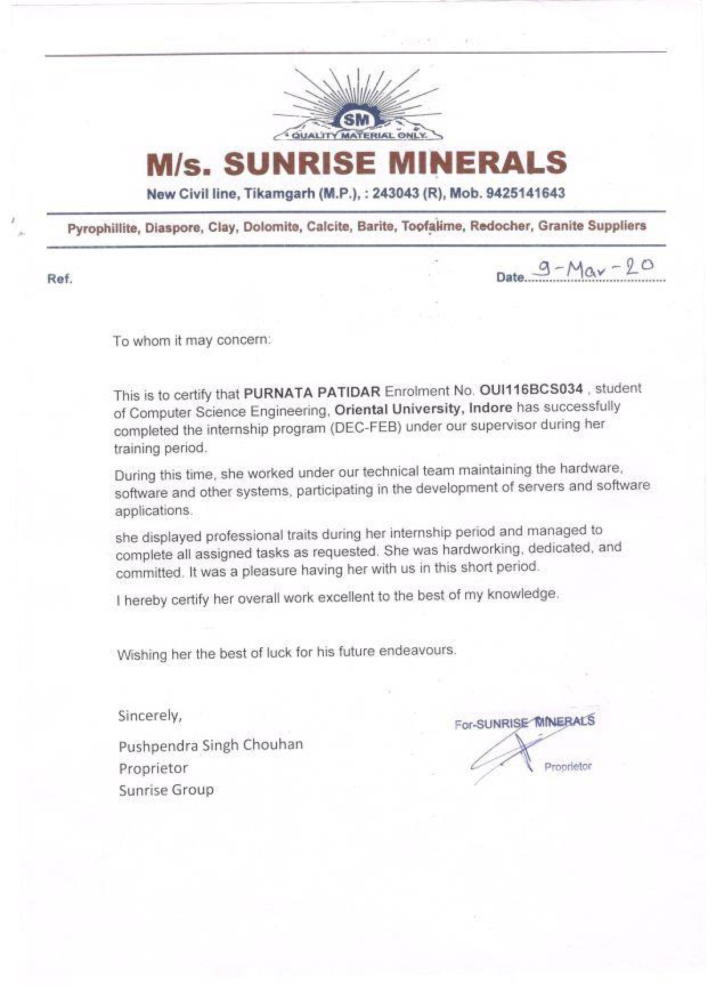 SM
QUALITY MATERIAL ONLY.
M/s. SUNRISE MINERALS
New Civil line, Tikamgarh (M.P.), : 243043 (R), Mob. 9425141643
Pyrophillite, Diaspore, Clay, Dolomite, Calcite, Barite, Toofalime, Redocher, Granite Suppliers
Ref.
Date 9-Mar-20
To whom it may concern:
This is to certify that PURNATA PATIDAR Enrolment No. OUI116BCS034 , student
of Computer Science Engineering, Oriental University, Indore has successfully
completed the internship program (DEC-FEB) under our supervisor during her
training period.
During this time, she worked under our technical team maintaining the hardware,
software and other systems, participating in the development of servers and software
applications.
she displayed professional traits during her internship period and managed to
complete all assigned tasks as requested. She was hardworking, dedicated, and
committed. It was a pleasure having her with us in this short period.
I hereby certify her overall work excellent to the best of my knowledge.
Wishing her the best of luck for his future endeavours.
Sincerely,
Pushpendra Singh Chouhan
Proprietor
Sunrise Group
For-SUNRISE MINERALS
Proprietor